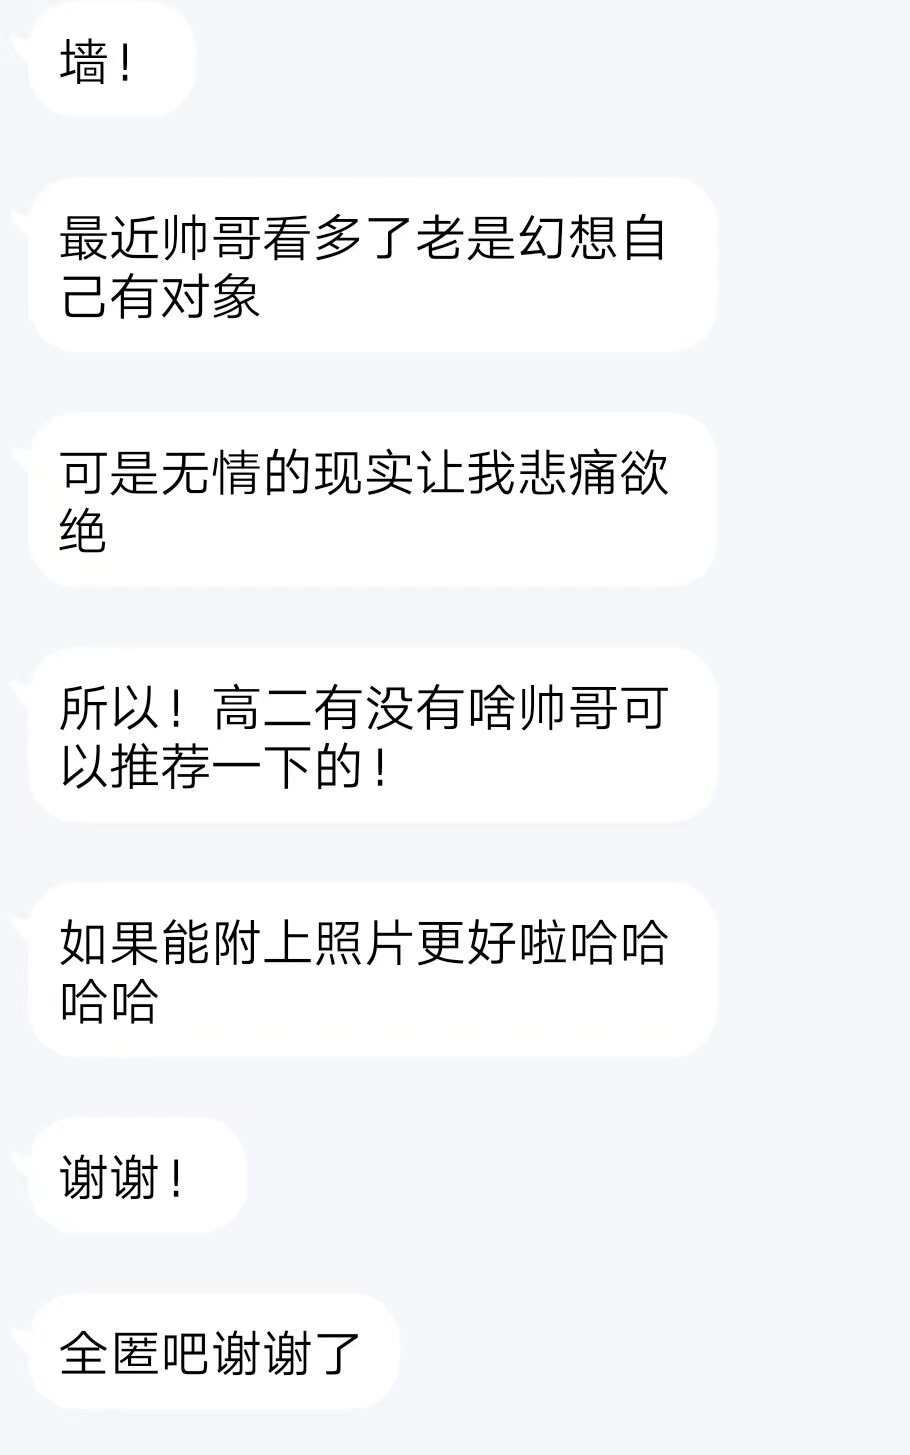 墙！
最近帅哥看多了老是幻想自
己有对象
可是无情的现实让我悲痛欲
绝
所以！高二有没有啥帅哥可
以推荐一下的！
如果能附上照片更好啦哈哈
哈哈
谢谢！
全匿吧谢谢了